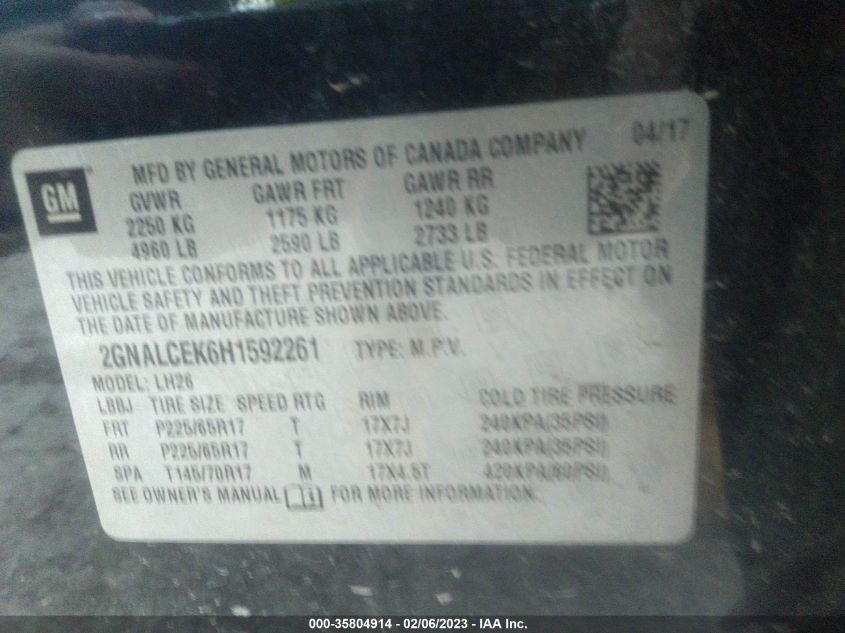 MFD BY GENERAL MOTORS OF CANADA COMPANY 04/17
GM
GVWR GAWR FRT GAWR RR
2250 KG 1175 KG 1240 KG
4960 LB 2590 LB 2733 LB
THIS VEHICLE CONFORMS TO ALL APPLICABLE U.S. FEDERAL MOTOR
VEHICLE SAFETY AND THEFT PREVENTION STANDARDS IN EFFECT ON
THE DATE OF MANUFACTURE SHOWN ABOVE.
2GNALCEK6H1592261 TYPE: M.P.V.
MODEL: LH26
LBBJ TIRE SIZE SPEED RTG RIM COLD TIRE PRESSURE
FRT P225/65R17 T 17X7J 240KPA(35PSI)
RR P225/65R17 T 17X7J 240KPA(35PSI)
SPA T145/70R17 M 17X4.5T 420KPA(60PSI)
SEE OWNER'S MANUAL FOR MORE INFORMATION.
000-35804914 - 02/06/2023 - IAA Inc.